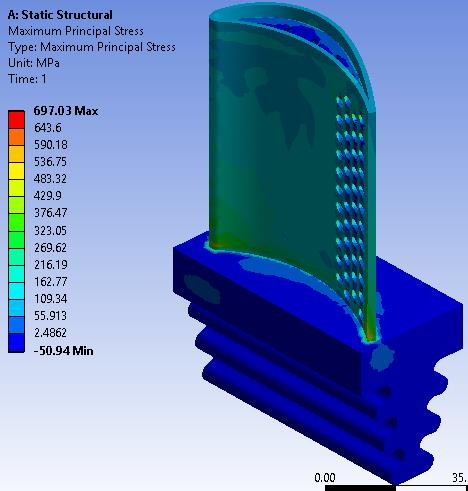 A: Static Structural
Maximum Principal Stress
Type: Maximum Principal Stress
Unit: MPa
Time: 1
697.03 Max
643.6
590.18
536.75
483.32
429.9
376.47
323.05
269.62
216.19
162.77
109.34
55.913
2.4862
-50.94 Min
0.00
35.